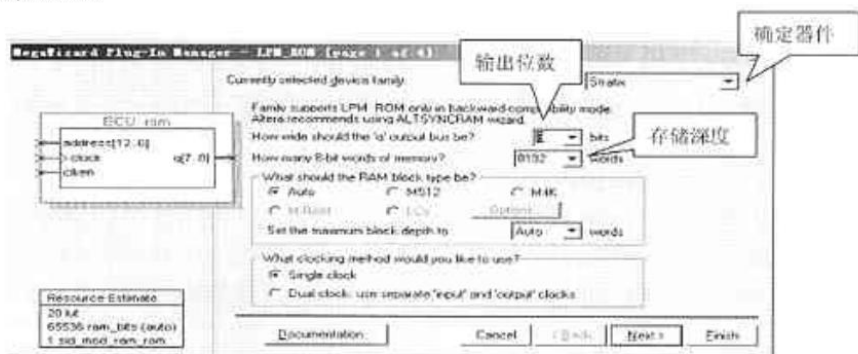 确定器件
MegaWizard Plug-In Manager - LPM_ROM [page 1 of 4]
输出位数
Currently selected device family:
Stratix
Family supports LPM_ROM only in backward-compatibility mode.
Altera recommends using ALTSYNCRAM wizard.
ECU_rom
address[12..0]
clock
q[7..0]
clken
How wide should the 'q' output bus be?
bits
存储深度
How many 8-bit words of memory?
8192
words
What should the RAM block type be?
Auto
M512
M4K
M-RAM
LCs
Options
Set the maximum block depth to
Auto
words
What clocking method would you like to use?
Single clock
Dual clock: use separate 'input' and 'output' clocks
Resource Estimate
20 lut
65536 ram_bits (auto)
1 sld_mod_ram_rom
Documentation
Cancel
< Back
Next >
Finish